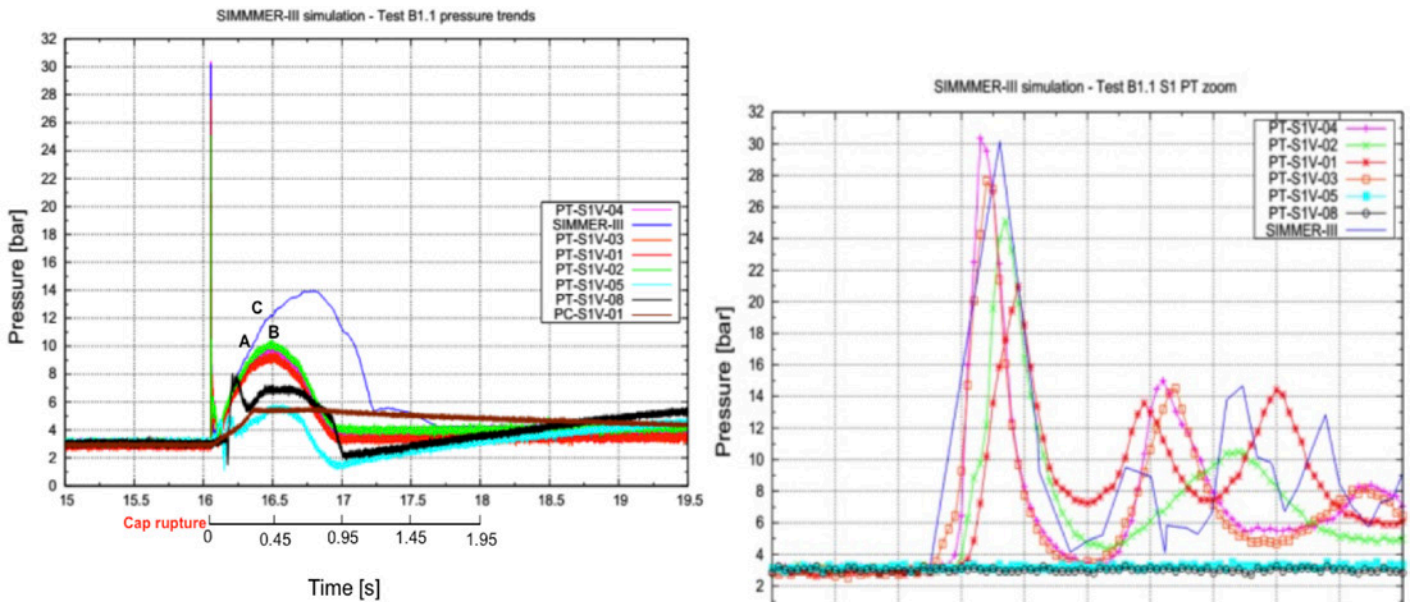 SIMMMER-III simulation - Test B1.1 pressure trends
32
30
28
26
24
22
20
18
16
14
12
10
8
6
4
2
0
Pressure [bar]
PT-S1V-04
SIMMER-III
PT-S1V-03
PT-S1V-01
PT-S1V-02
PT-S1V-05
PT-S1V-08
PC-S1V-01
C
A
B
15
15.5
16
16.5
17
17.5
18
18.5
19
19.5
Cap rupture
0
0.45
0.95
1.45
1.95
Time [s]
SIMMMER-III simulation - Test B1.1 S1 PT zoom
32
30
28
26
24
22
20
18
16
14
12
10
8
6
4
2
Pressure [bar]
PT-S1V-04
PT-S1V-02
PT-S1V-01
PT-S1V-03
PT-S1V-05
PT-S1V-08
SIMMER-III